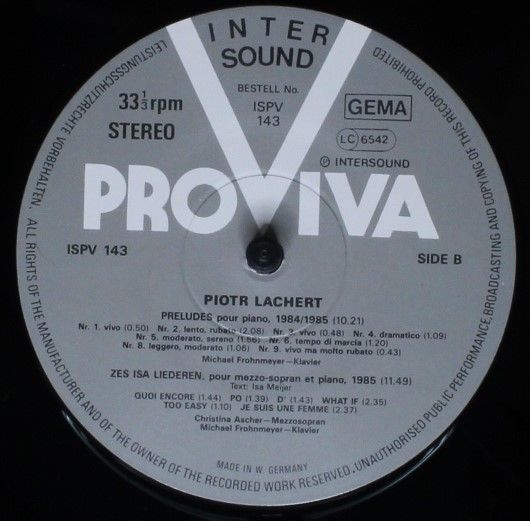 INTER
SOUND
BESTELL No.
ISPV
143
33 1/3 rpm
STEREO
GEMA
LC 6542
Ⓟ INTERSOUND
PROVIVA
ISPV 143
SIDE B
PIOTR LACHERT
PRELUDES pour piano, 1984/1985 (10.21)
Nr. 1. vivo (0.50) Nr. 2. lento, rubato (2.08) Nr. 3. vivo (0.48) Nr. 4. dramatico (1.09)
Nr. 5. moderato, sereno (1.56) Nr. 6. tempo di marcia (1.20)
Nr. 8. leggero, moderato (1.06) Nr. 9. vivo ma molto rubato (0.43)
Michael Frohnmeyer–Klavier
ZES ISA LIEDEREN, pour mezzo-sopran et piano, 1985 (11.49)
Text: Isa Meijer
QUOI ENCORE (1.44) PO (1.39) D' (1.43) WHAT IF (2.35)
TOO EASY (1.10) JE SUIS UNE FEMME (2.37)
Christina Ascher–Mezzosopran
Michael Frohnmeyer–Klavier
MADE IN W. GERMANY
LEISTUNGSSCHUTZRECHTE VORBEHALTEN. ALL RIGHTS OF THE MANUFACTURER AND OF THE OWNER OF THE RECORDED WORK RESERVED. UNAUTHORISED PUBLIC PERFORMANCE, BROADCASTING AND COPYING OF THIS RECORD PROHIBITED